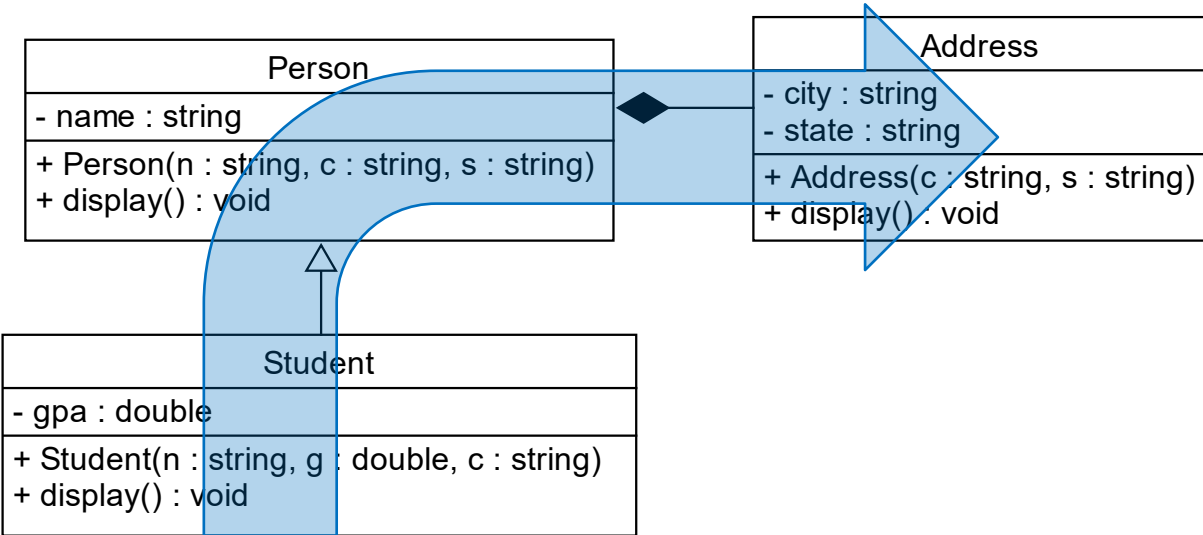 Person
- name : string
+ Person(n : string, c : string, s : string)
+ display() : void
Address
- city : string
- state : string
+ Address(c : string, s : string)
+ display() : void
Student
- gpa : double
+ Student(n : string, g : double, c : string)
+ display() : void